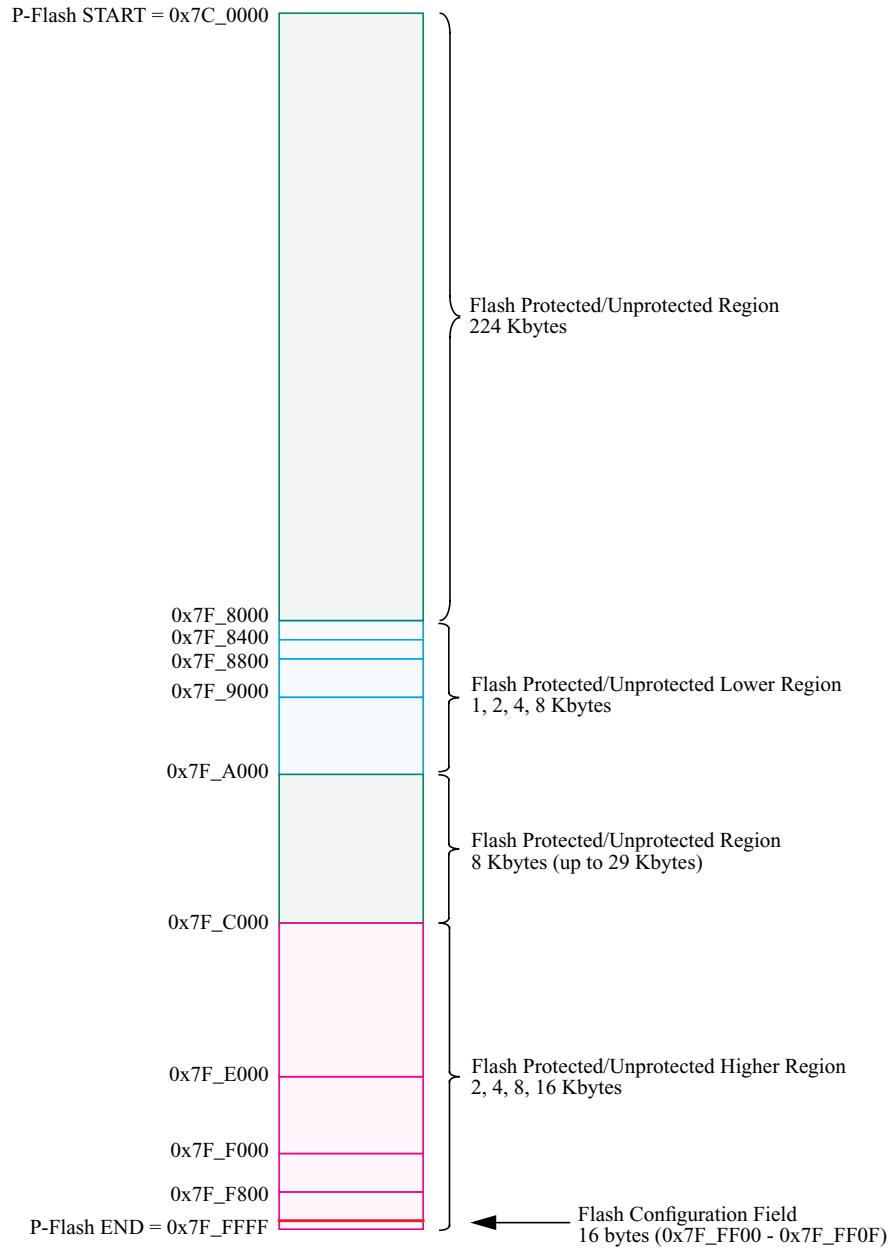 P-Flash START = 0x7C_0000
Flash Protected/Unprotected Region
224 Kbytes
0x7F_8000
0x7F_8400
0x7F_8800
0x7F_9000
Flash Protected/Unprotected Lower Region
1, 2, 4, 8 Kbytes
0x7F_A000
Flash Protected/Unprotected Region
8 Kbytes (up to 29 Kbytes)
0x7F_C000
0x7F_E000
Flash Protected/Unprotected Higher Region
2, 4, 8, 16 Kbytes
0x7F_F000
0x7F_F800
P-Flash END = 0x7F_FFFF
Flash Configuration Field
16 bytes (0x7F_FF00 - 0x7F_FF0F)